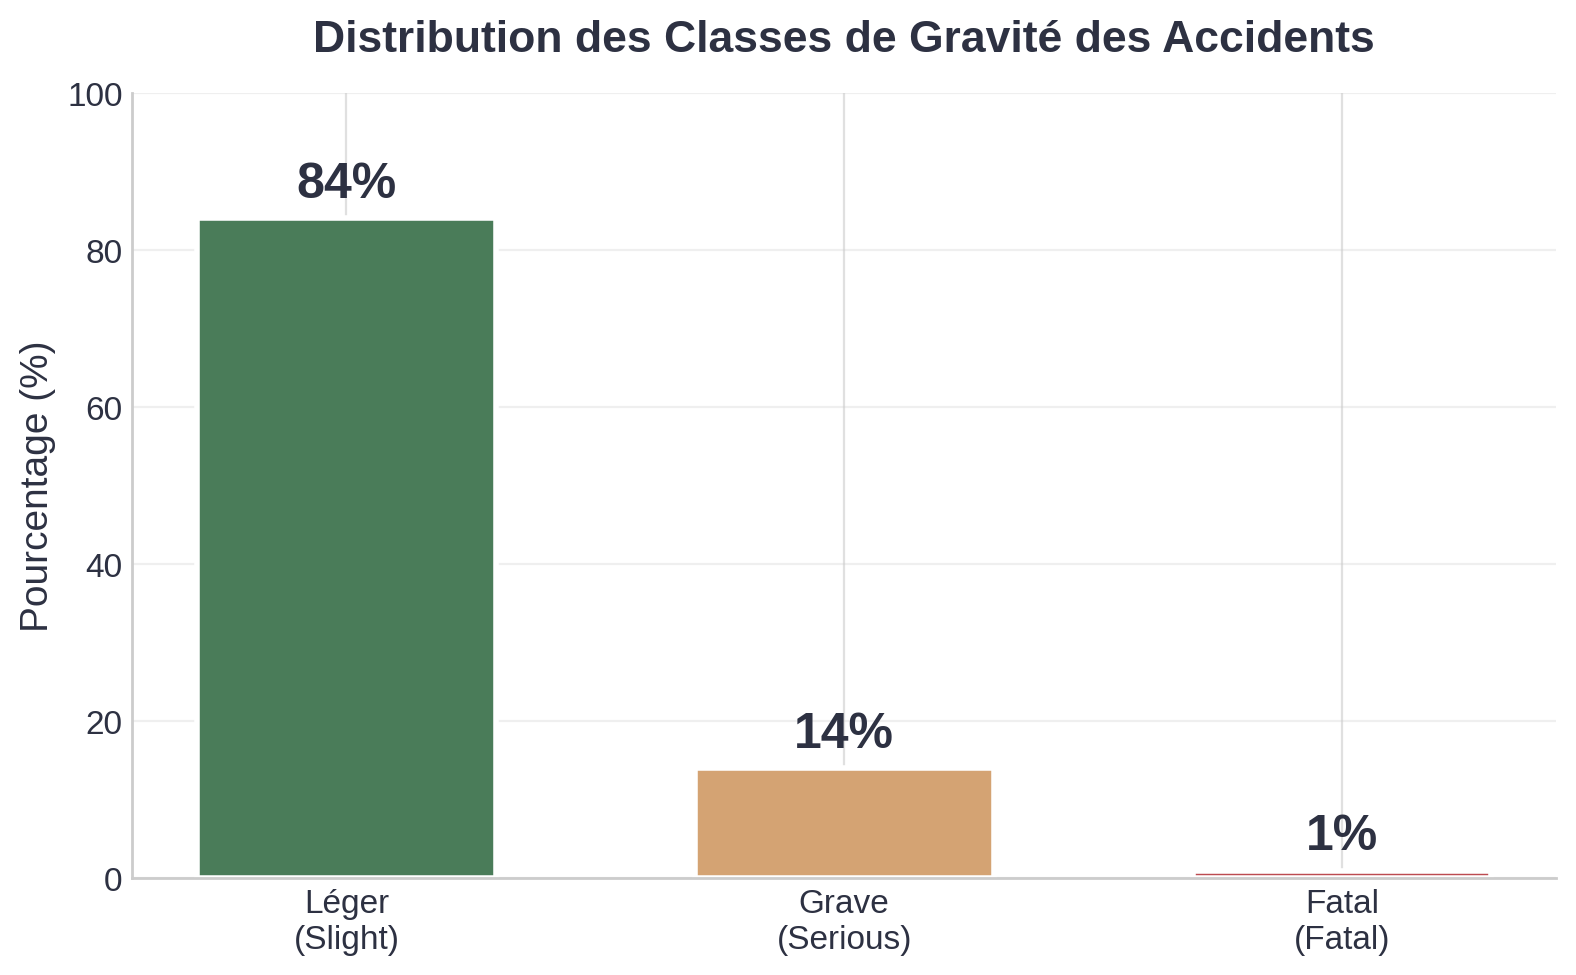 Distribution des Classes de Gravité des Accidents
Pourcentage (%)
100
80
60
40
20
0
84%
14%
1%
Léger
(Slight)
Grave
(Serious)
Fatal
(Fatal)